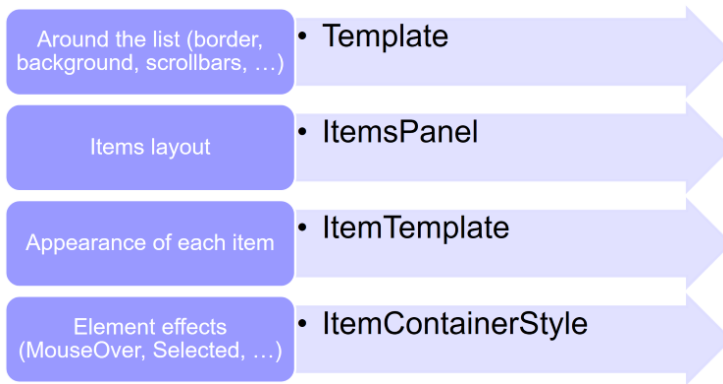 Around the list (border,
background, scrollbars, …)
• Template
Items layout
• ItemsPanel
Appearance of each item
• ItemTemplate
Element effects
(MouseOver, Selected, …)
• ItemContainerStyle